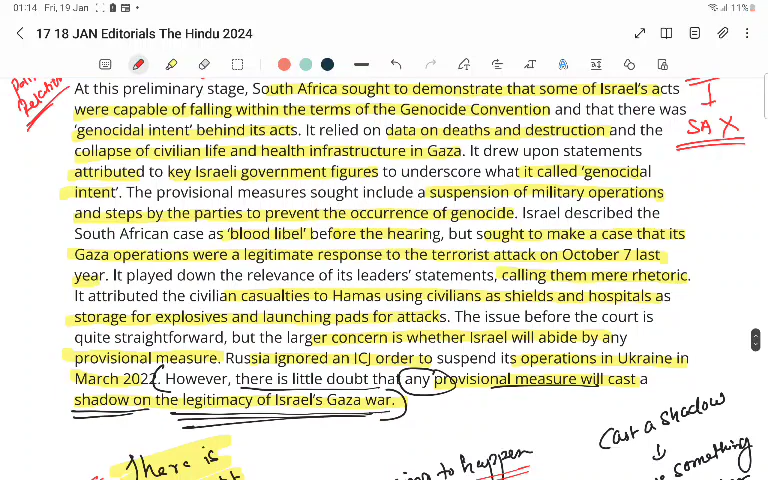 01:14 Fri, 19 Jan 11%
17 18 JAN Editorials The Hindu 2024
At this preliminary stage, South Africa sought to demonstrate that some of Israel's acts
were capable of falling within the terms of the Genocide Convention and that there was
'genocidal intent' behind its acts. It relied on data on deaths and destruction and the
collapse of civilian life and health infrastructure in Gaza. It drew upon statements
attributed to key Israeli government figures to underscore what it called 'genocidal
intent'. The provisional measures sought include a suspension of military operations
and steps by the parties to prevent the occurrence of genocide. Israel described the
South African case as 'blood libel' before the hearing, but sought to make a case that its
Gaza operations were a legitimate response to the terrorist attack on October 7 last
year. It played down the relevance of its leaders' statements, calling them mere rhetoric.
It attributed the civilian casualties to Hamas using civilians as shields and hospitals as
storage for explosives and launching pads for attacks. The issue before the court is
quite straightforward, but the larger concern is whether Israel will abide by any
provisional measure. Russia ignored an ICJ order to suspend its operations in Ukraine in
March 2022. However, there is little doubt that any provisional measure will cast a
shadow on the legitimacy of Israel's Gaza war.
I
SA X
There is
to happen
Cast a shadow
↓
something